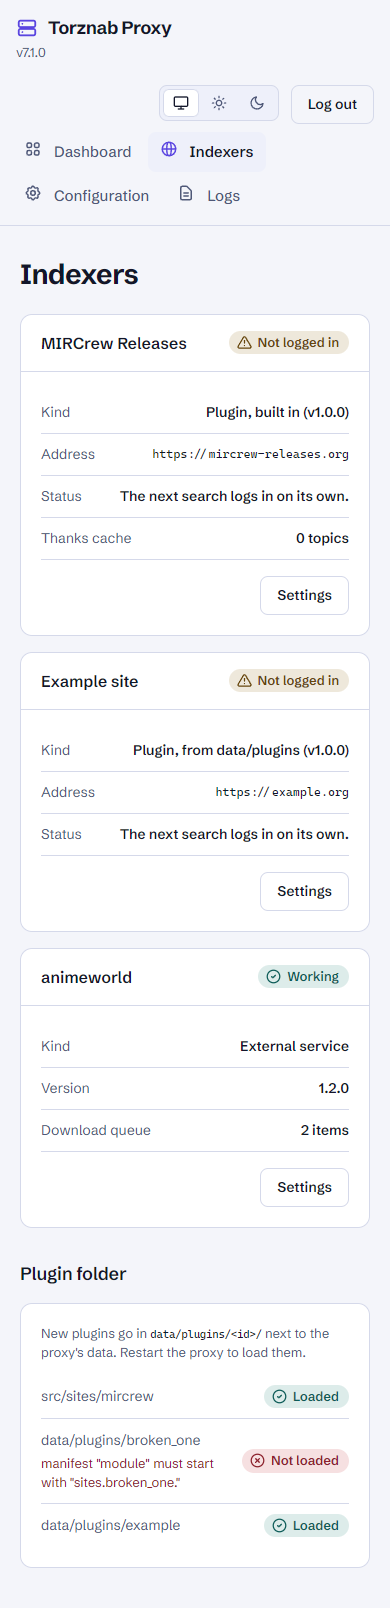 Torznab Proxy
v7.1.0
Log out
Dashboard
Indexers
Configuration
Logs
Indexers
MIRCrew Releases
Not logged in
Kind
Plugin, built in (v1.0.0)
Address
https://mircrew-releases.org
Status
The next search logs in on its own.
Thanks cache
0 topics
Settings
Example site
Not logged in
Kind
Plugin, from data/plugins (v1.0.0)
Address
https://example.org
Status
The next search logs in on its own.
Settings
animeworld
Working
Kind
External service
Version
1.2.0
Download queue
2 items
Settings
Plugin folder
New plugins go in data/plugins/<id>/ next to the
proxy's data. Restart the proxy to load them.
src/sites/mircrew
Loaded
data/plugins/broken_one
manifest "module" must start
with "sites.broken_one."
Not loaded
data/plugins/example
Loaded